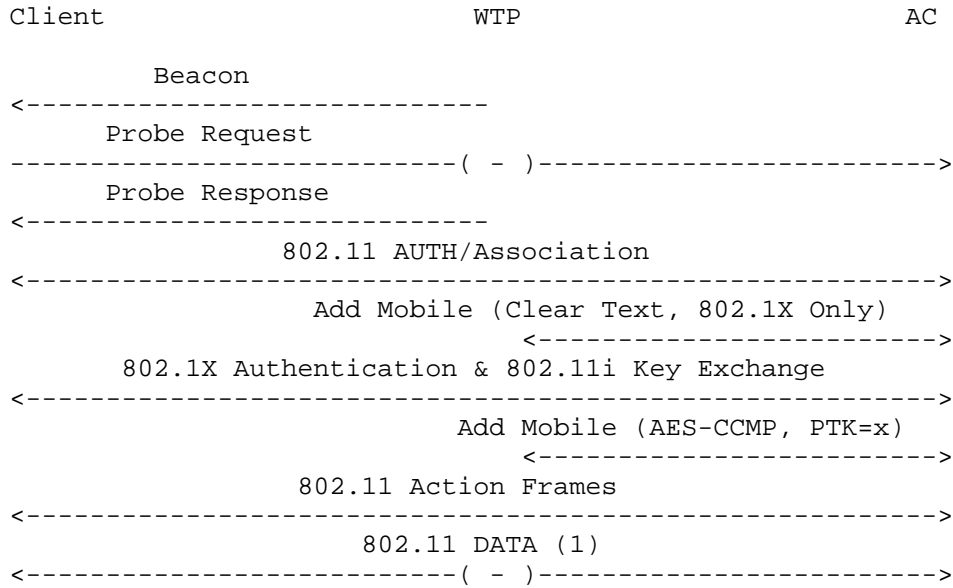 Client WTP AC
Beacon
<-----------------------------
Probe Request
----------------------------( - )------------------------->
Probe Response
<-----------------------------
802.11 AUTH/Association
<--------------------------------------------------------->
Add Mobile (Clear Text, 802.1X Only)
<------------------------->
802.1X Authentication & 802.11i Key Exchange
<--------------------------------------------------------->
Add Mobile (AES-CCMP, PTK=x)
<------------------------->
802.11 Action Frames
<--------------------------------------------------------->
802.11 DATA (1)
<---------------------------( - )------------------------->